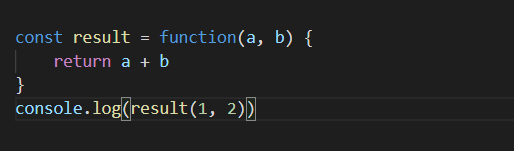 const result = function(a, b) {
    return a + b
}
console.log(result(1, 2))